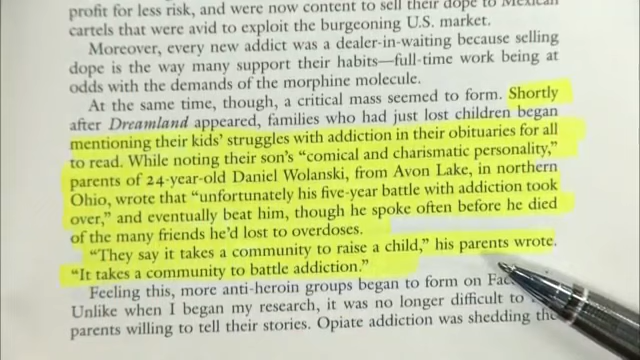 profit for less risk, and were now content to sell their dope to Mexican
cartels that were avid to exploit the burgeoning U.S. market.
Moreover, every new addict was a dealer-in-waiting because selling
dope is the way many support their habits—full-time work being at
odds with the demands of the morphine molecule.
At the same time, though, a critical mass seemed to form. Shortly
after Dreamland appeared, families who had just lost children began
mentioning their kids' struggles with addiction in their obituaries for all
to read. While noting their son's “comical and charismatic personality,”
parents of 24-year-old Daniel Wolanski, from Avon Lake, in northern
Ohio, wrote that “unfortunately his five-year battle with addiction took
over,” and eventually beat him, though he spoke often before he died
of the many friends he'd lost to overdoses.
“They say it takes a community to raise a child,” his parents wrote.
“It takes a community to battle addiction.”
Feeling this, more anti-heroin groups began to form on
Unlike when I began my research, it was no longer difficult to
parents willing to tell their stories. Opiate addiction was shedding the